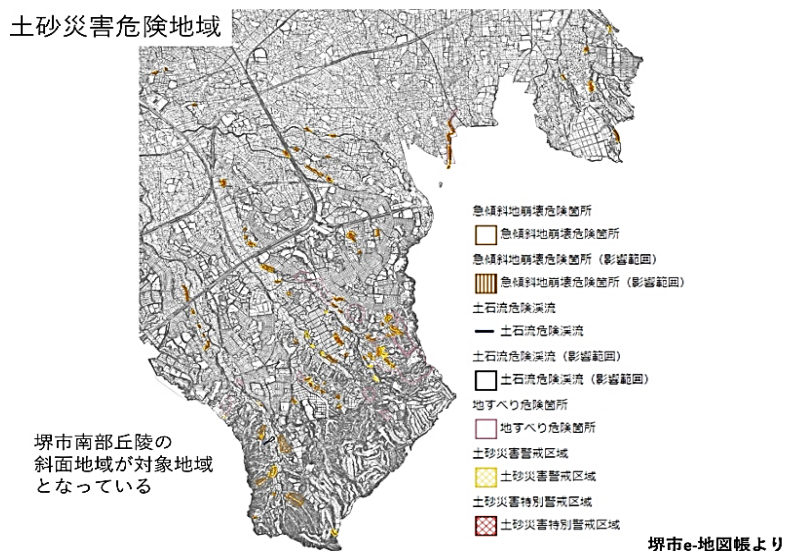 土砂災害危険地域
急傾斜地崩壊危険箇所
急傾斜地崩壊危険箇所
急傾斜地崩壊危険箇所（影響範囲）
急傾斜地崩壊危険箇所（影響範囲）
土石流危険渓流
土石流危険渓流
土石流危険渓流（影響範囲）
土石流危険渓流（影響範囲）
地すべり危険箇所
地すべり危険箇所
土砂災害警戒区域
土砂災害警戒区域
土砂災害特別警戒区域
土砂災害特別警戒区域
堺市南部丘陵の
斜面地域が対象地域
となっている
堺市e-地図帳より